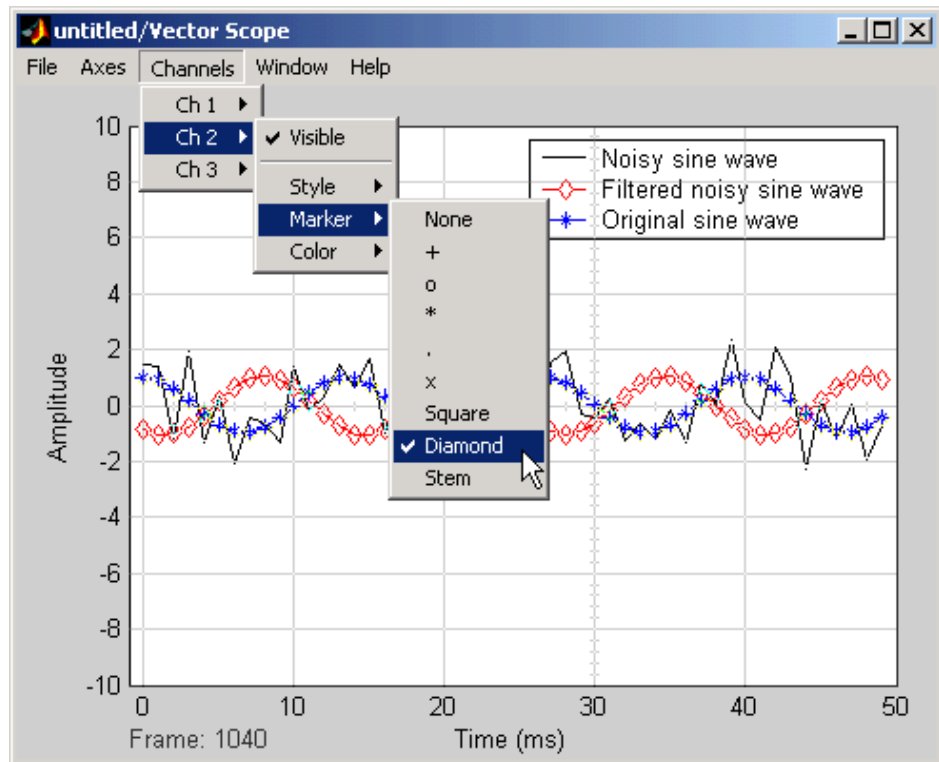 untitled/Vector Scope
File Axes Channels Window Help
Ch 1
Ch 2
Ch 3
Visible
Style
Marker
Color
None
+
o
*
.
x
Square
Diamond
Stem
Noisy sine wave
Filtered noisy sine wave
Original sine wave
10
8
6
4
2
0
-2
-4
-6
-8
-10
Amplitude
0 10 20 30 40 50
Frame: 1040 Time (ms)